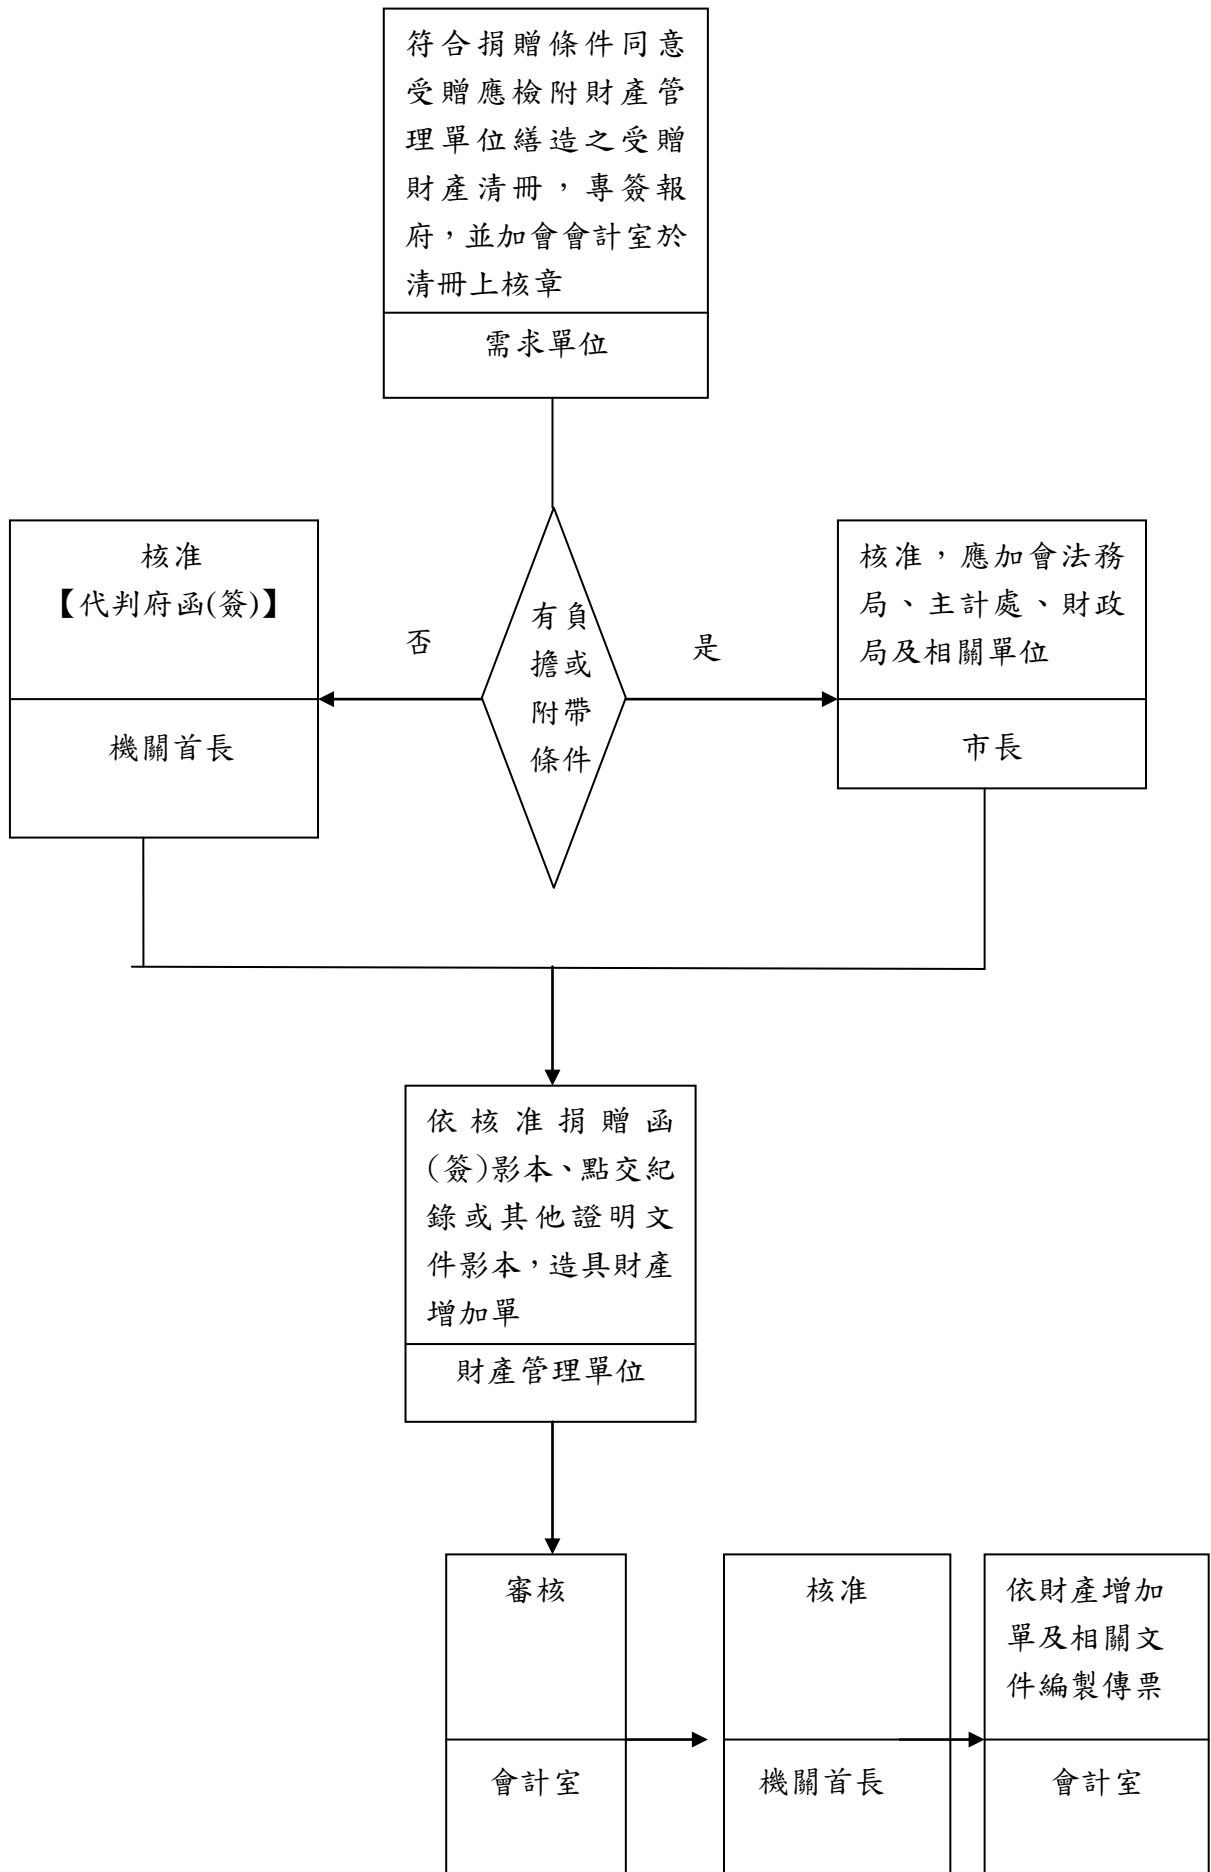 符合捐贈條件同意
受贈應檢附財產管
理單位繕造之受贈
財產清冊，專簽報
府，並加會會計室於
清冊上核章
需求單位
核准
【代判府函(簽)】
機關首長
否
有負
擔或
附帶
條件
是
核准，應加會法務
局、主計處、財政
局及相關單位
市長
依核准捐贈函
(簽)影本、點交紀
錄或其他證明文
件影本，造具財產
增加單
財產管理單位
審核
會計室
核准
機關首長
依財產增加
單及相關文
件編製傳票
會計室